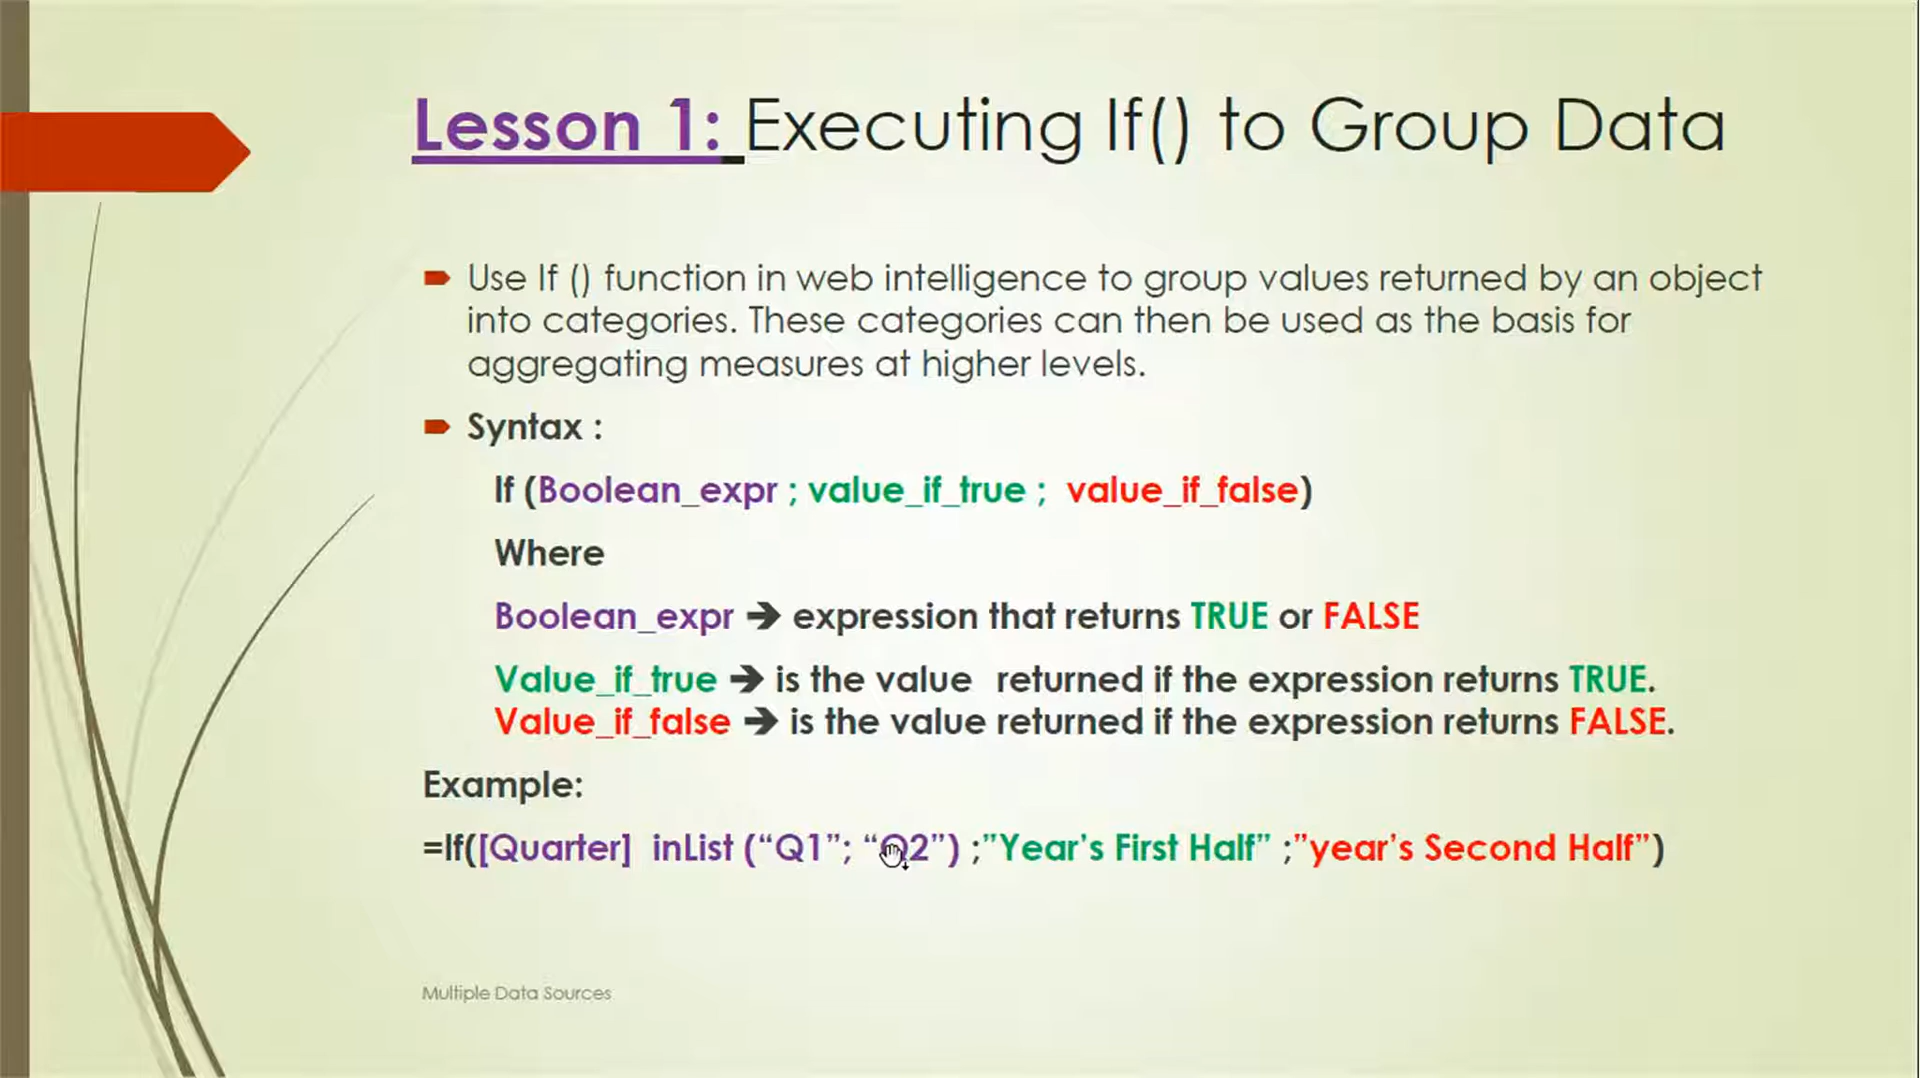 Lesson 1: Executing If() to Group Data
Use If () function in web intelligence to group values returned by an object
into categories. These categories can then be used as the basis for
aggregating measures at higher levels.
Syntax :
If (Boolean_expr ; value_if_true ; value_if_false)
Where
Boolean_expr ➔ expression that returns TRUE or FALSE
Value_if_true ➔ is the value returned if the expression returns TRUE.
Value_if_false ➔ is the value returned if the expression returns FALSE.
Example:
=If([Quarter] inList (“Q1”; “Q2”) ;”Year’s First Half” ;”year’s Second Half”)
Multiple Data Sources